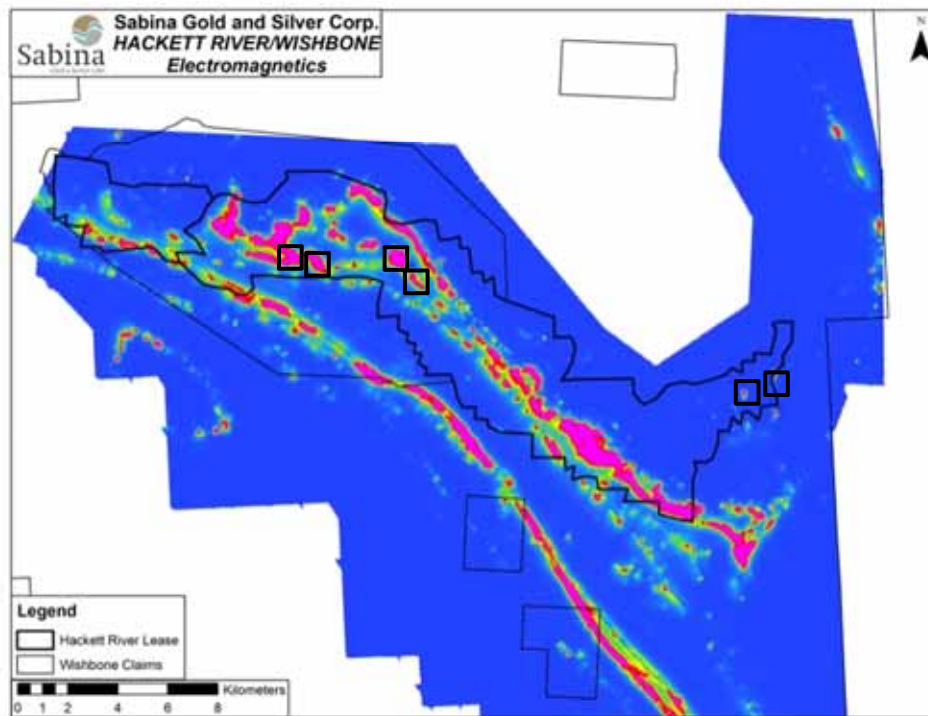 Sabina Gold and Silver Corp.
HACKETT RIVER/WISHBONE
Electromagnetics
Sabina
N
Legend
Hackett River Lease
Wishbone Claims
Kilometers
0 1 2 4 6 8